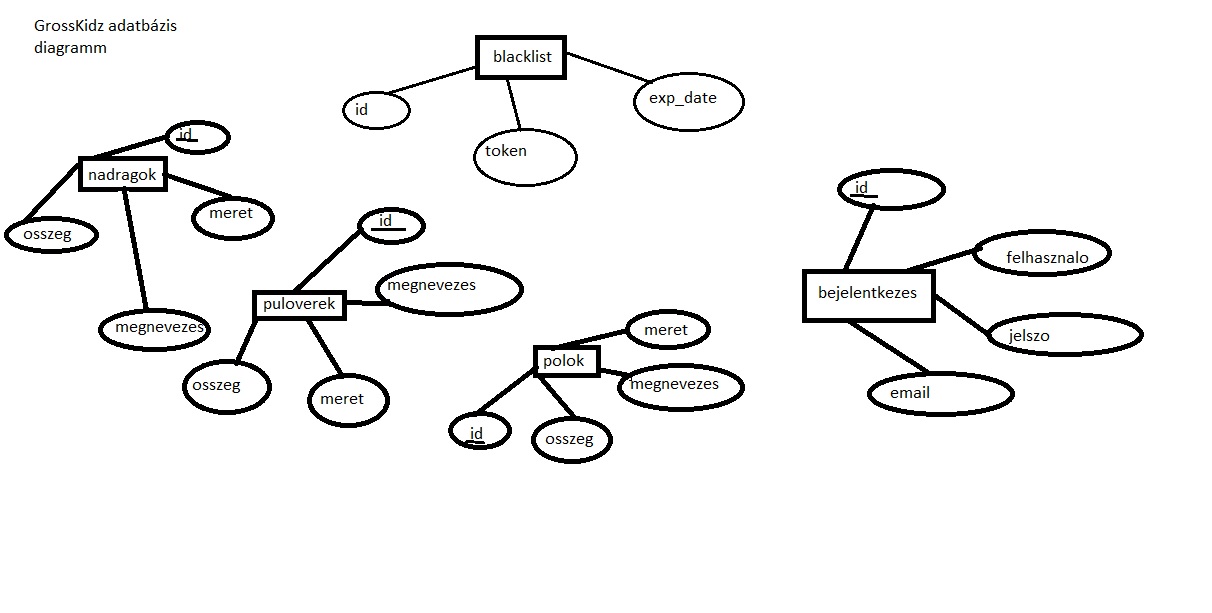 GrossKidz adatbázis
diagramm
blacklist
id
token
exp_date
nadragok
id
osszeg
meret
megnevezes
puloverek
id
megnevezes
osszeg
meret
polok
meret
megnevezes
id
osszeg
bejelentkezes
id
felhasznalo
jelszo
email